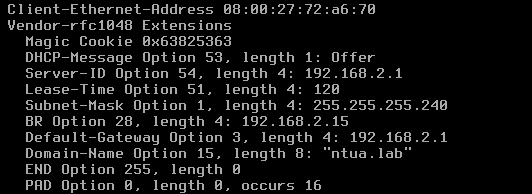 Client-Ethernet-Address 08:00:27:72:a6:70
Vendor-rfc1048 Extensions
Magic Cookie 0x63825363
DHCP-Message Option 53, length 1: Offer
Server-ID Option 54, length 4: 192.168.2.1
Lease-Time Option 51, length 4: 120
Subnet-Mask Option 1, length 4: 255.255.255.240
BR Option 28, length 4: 192.168.2.15
Default-Gateway Option 3, length 4: 192.168.2.1
Domain-Name Option 15, length 8: "ntua.lab"
END Option 255, length 0
PAD Option 0, length 0, occurs 16